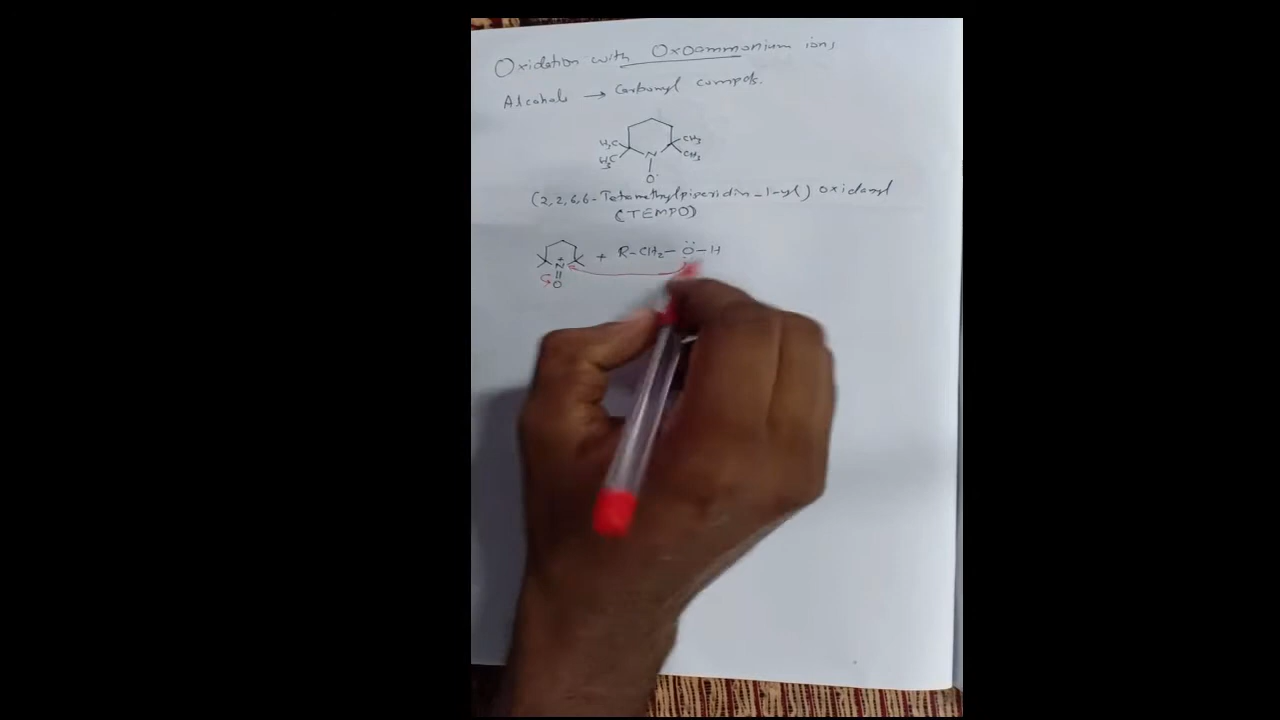 Oxidation with Oxoammonium ions
Alcohols → Carbonyl compds.
H₃C CH₃
H₃C N CH₃
O·
(2,2,6,6-Tetramethylpiperidin-1-yl) oxidanyl
(TEMPO)
N⁺ + R-CH₂-Ö-H
O